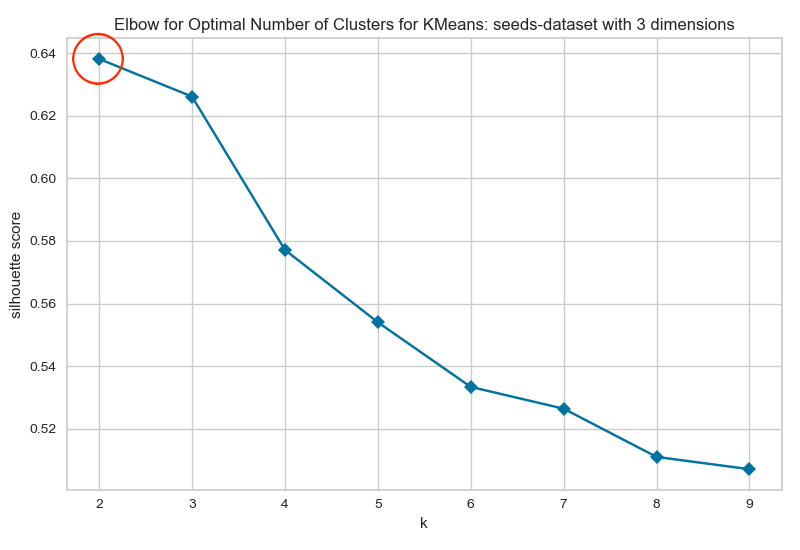 Elbow for Optimal Number of Clusters for KMeans: seeds-dataset with 3 dimensions
0.64
0.62
0.60
0.58
0.56
0.54
0.52
silhouette score
2 3 4 5 6 7 8 9
k